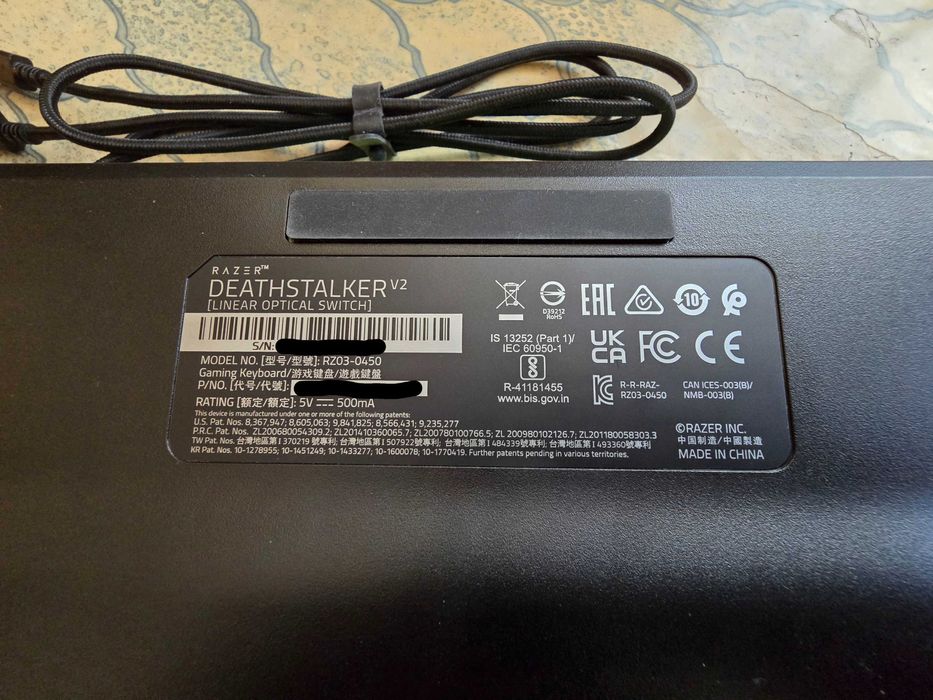 RAZER™
DEATHSTALKER V2
[LINEAR OPTICAL SWITCH]
S/N:
MODEL NO. [型号/型號]: RZ03-0450
Gaming Keyboard/游戏键盘/遊戲鍵盤
P/NO. [代号/代號]:
RATING [额定/額定]: 5V ⎓ 500mA
This device is manufactured under one or more of the following patents:
U.S. Pat. Nos. 8,367,947; 8,605,063; 9,841,825; 8,566,431; 9,235,277
P.R.C. Pat. Nos. ZL200680054309.2; ZL201410360065.7; ZL200780100766.5; ZL 200980102126.7; ZL201180058303.3
TW Pat. Nos. 台灣地區第 I 370219 號專利; 台灣地區第 I 507922號專利; 台灣地區第 I 484339號專利; 台灣地區第 I 493360號專利
KR Pat. Nos. 10-1278955; 10-1451249; 10-1433277; 10-1600078; 10-1770419. Further patents pending in various territories.
D39212
RoHS
EAC
10
IS 13252 (Part 1)/
IEC 60950-1
R-41181455
www.bis.gov.in
UK
CA
FC
CE
R-R-RAZ-
RZ03-0450
CAN ICES-003(B)/
NMB-003(B)
©RAZER INC.
中国制造/中國製造
MADE IN CHINA